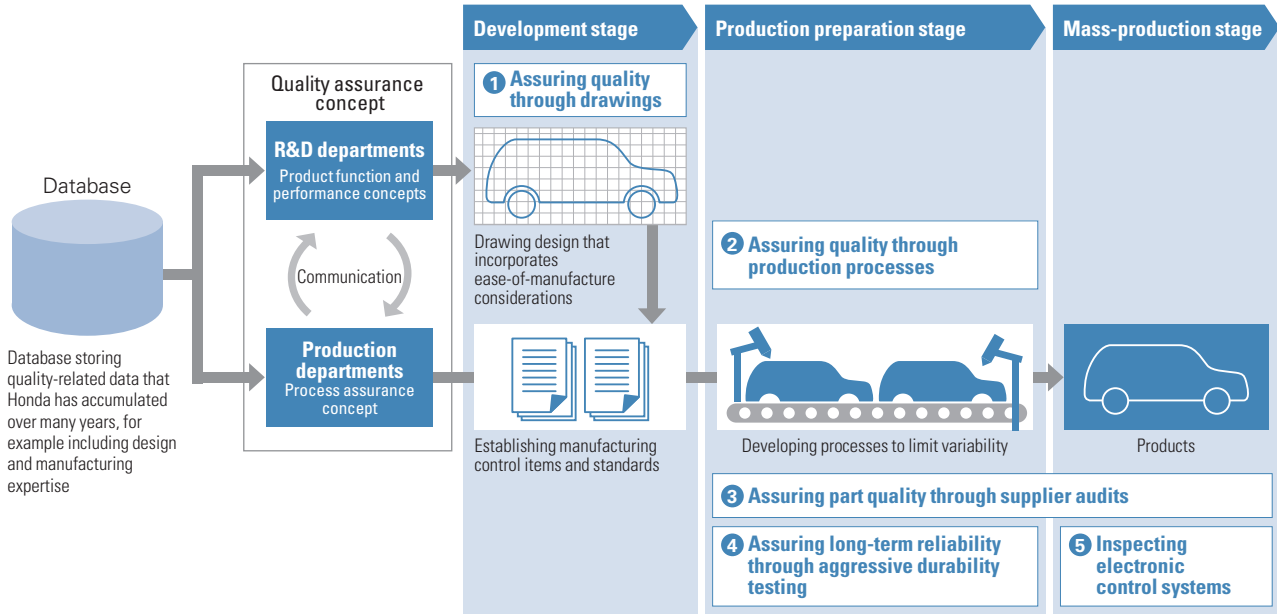 Database
Database storing
quality-related data that
Honda has accumulated
over many years, for
example including design
and manufacturing
expertise
Quality assurance
concept
R&D departments
Product function and
performance concepts
Communication
Production
departments
Process assurance
concept
Development stage
1 Assuring quality
through drawings
Drawing design that
incorporates
ease-of-manufacture
considerations
Establishing manufacturing
control items and standards
Production preparation stage
2 Assuring quality through
production processes
Developing processes to limit variability
Mass-production stage
Products
3 Assuring part quality through supplier audits
4 Assuring long-term reliability
through aggressive durability
testing
5 Inspecting
electronic
control systems